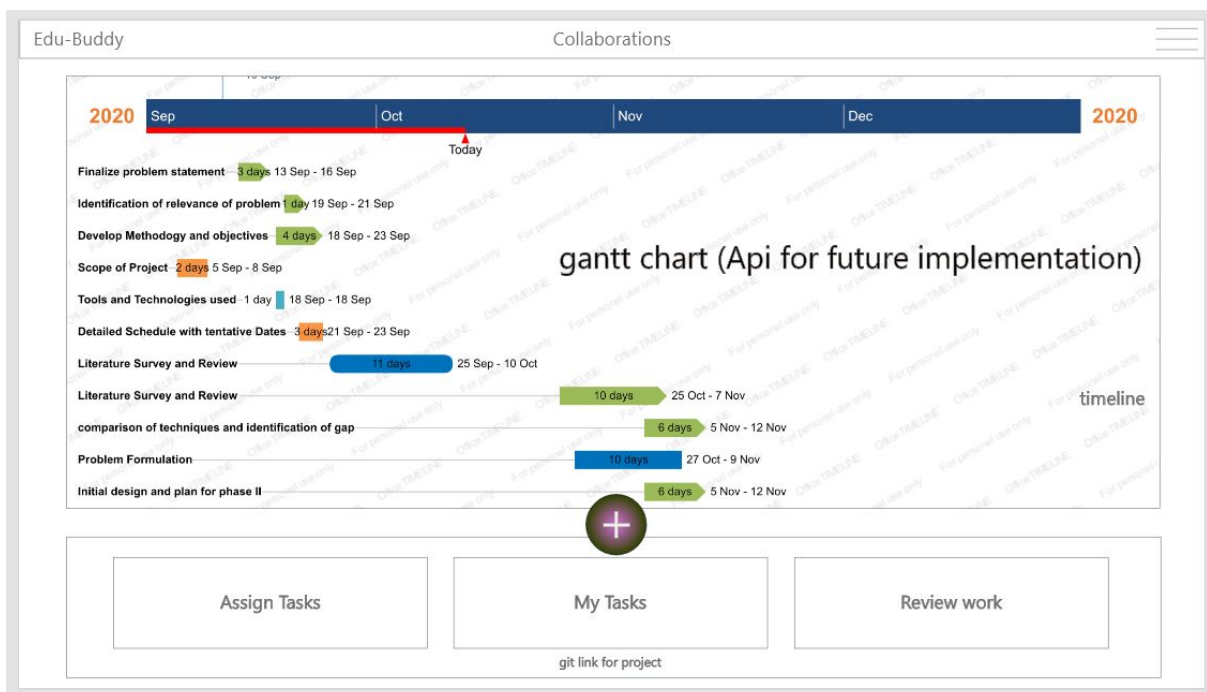 Edu-Buddy Collaborations
2020 Sep Oct Nov Dec 2020
Today
Finalize problem statement 3 days 13 Sep - 16 Sep
Identification of relevance of problem 1 day 19 Sep - 21 Sep
Develop Methodogy and objectives 4 days 18 Sep - 23 Sep
gantt chart (Api for future implementation)
Scope of Project 2 days 5 Sep - 8 Sep
Tools and Technologies used 1 day 18 Sep - 18 Sep
Detailed Schedule with tentative Dates 3 days 21 Sep - 23 Sep
Literature Survey and Review 11 days 25 Sep - 10 Oct
Literature Survey and Review 10 days 25 Oct - 7 Nov
timeline
comparison of techniques and identification of gap 6 days 5 Nov - 12 Nov
Problem Formulation 10 days 27 Oct - 9 Nov
Initial design and plan for phase II 6 days 5 Nov - 12 Nov
+
Assign Tasks My Tasks Review work
git link for project